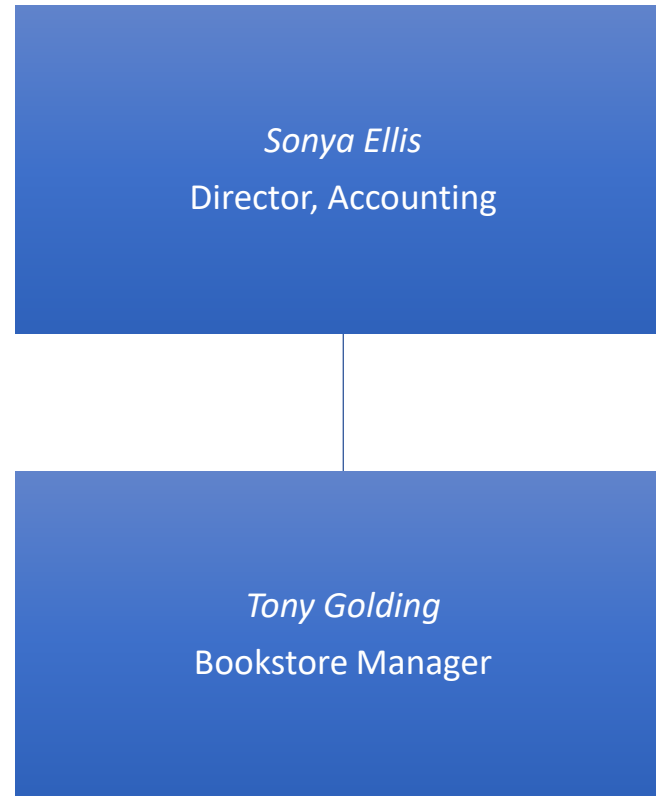 Sonya Ellis
Director, Accounting
Tony Golding
Bookstore Manager